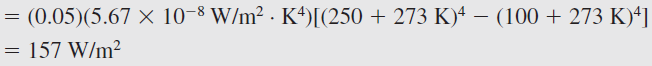 = (0.05)(5.67 × 10⁻⁸ W/m² · K⁴)[(250 + 273 K)⁴ − (100 + 273 K)⁴]
= 157 W/m²